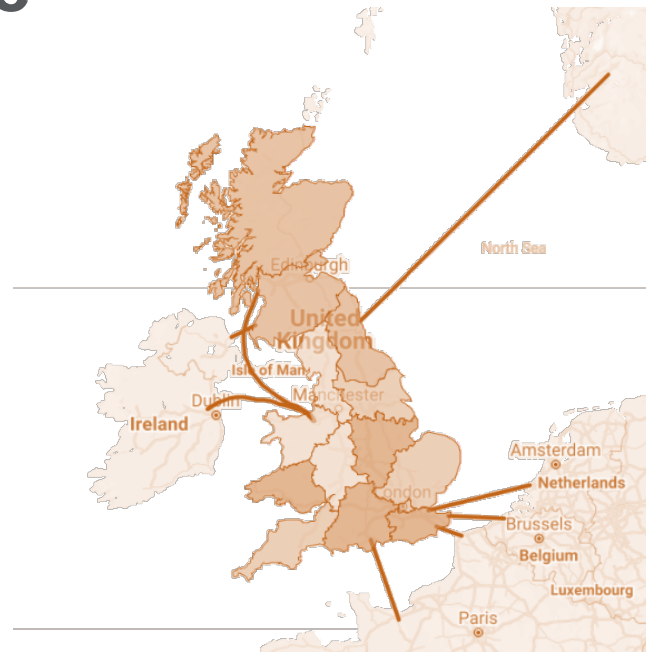 North Sea
Edinburgh
United
Kingdom
Isle of Man
Manchester
Dublin
Ireland
Amsterdam
Netherlands
London
Brussels
Belgium
Luxembourg
Paris